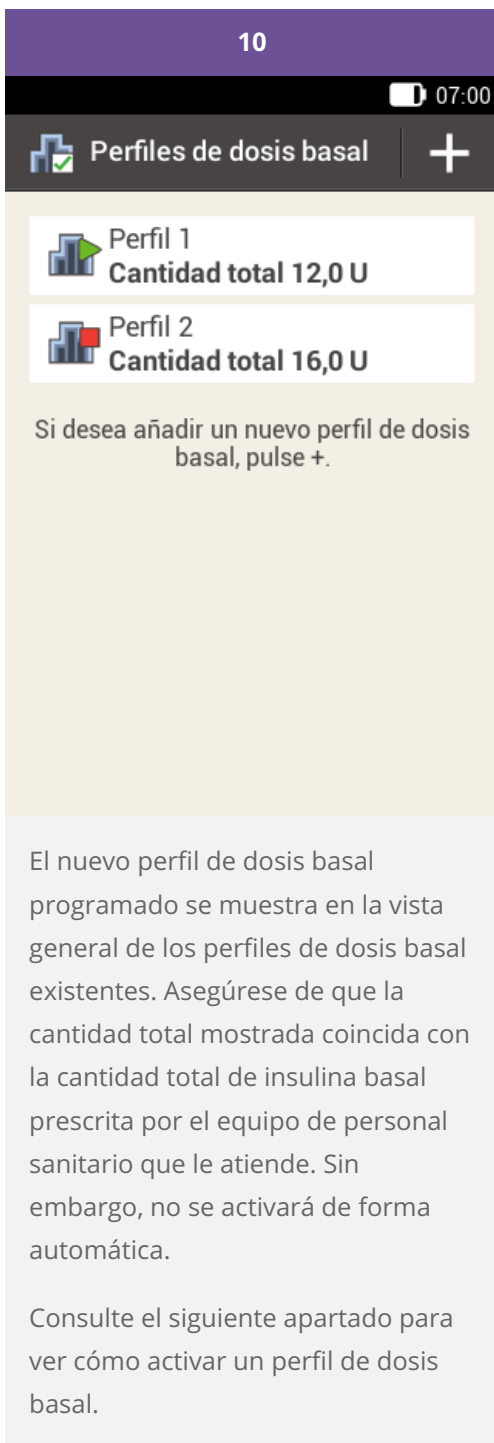 10
07:00
Perfiles de dosis basal
Perfil 1
Cantidad total 12,0 U
Perfil 2
Cantidad total 16,0 U
Si desea añadir un nuevo perfil de dosis
basal, pulse +.
El nuevo perfil de dosis basal
programado se muestra en la vista
general de los perfiles de dosis basal
existentes. Asegúrese de que la
cantidad total mostrada coincida con
la cantidad total de insulina basal
prescrita por el equipo de personal
sanitario que le atiende. Sin
embargo, no se activará de forma
automática.
Consulte el siguiente apartado para
ver cómo activar un perfil de dosis
basal.